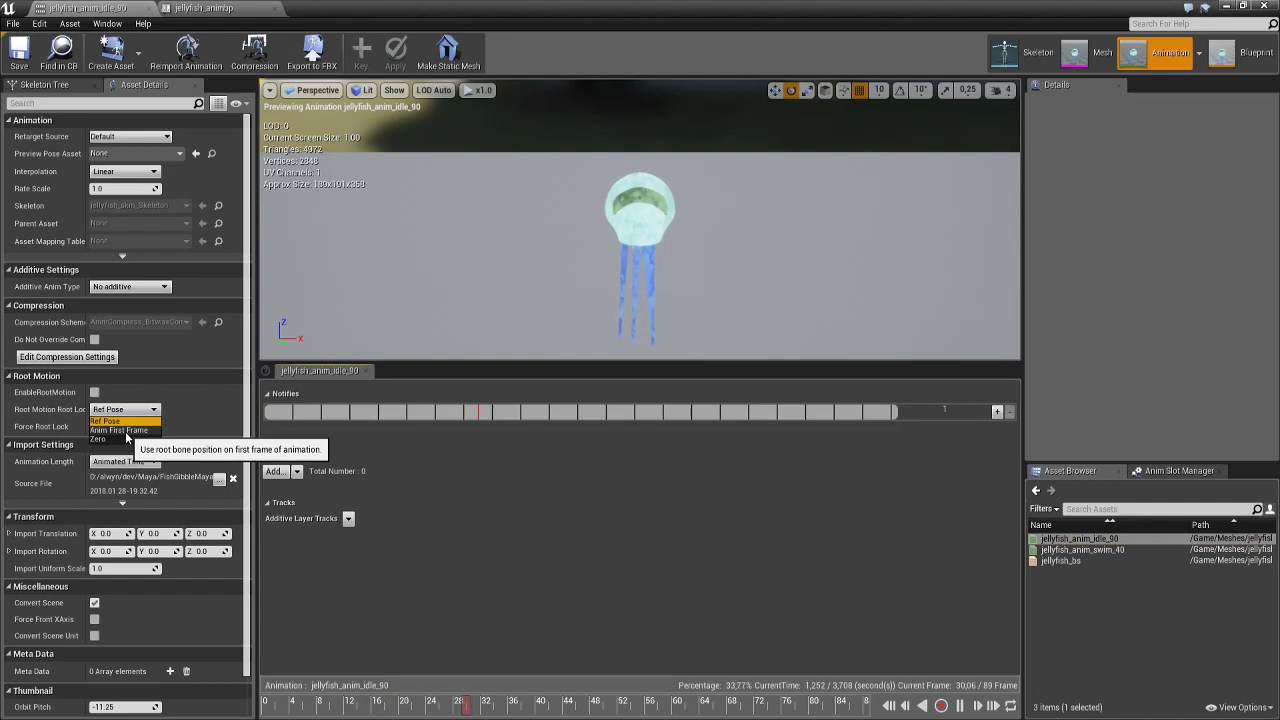 jellyfish_anim_idle_90
jellyfish_animbp
File Edit Asset Window Help
Search For Help
Save
Find in CB
Create Asset
Reimport Animation
Compression
Export to FBX
Key
Apply
Make Static Mesh
Skeleton
Mesh
Animation
Blueprint
Skeleton Tree
Asset Details
Search
Animation
Retarget Source Default
Preview Pose Asset None
Interpolation Linear
Rate Scale 1.0
Skeleton jellyfish_skm_Skeleton
Parent Asset None
Asset Mapping Table None
Additive Settings
Additive Anim Type No additive
Compression
Compression Schem AnimCompress_BitwiseCom
Do Not Override Com
Edit Compression Settings
Root Motion
EnableRootMotion
Root Motion Root Loc Ref Pose
Ref Pose
Force Root Lock Anim First Frame
Zero
Use root bone position on first frame of animation.
Import Settings
Animation Length Animated Time
Source File D:/alwyn/dev/Maya/FishGibbleMaya ...
2018.01.28-19.32.42
Transform
Import Translation X 0.0 Y 0.0 Z 0.0
Import Rotation X 0.0 Y 0.0 Z 0.0
Import Uniform Scale 1.0
Miscellaneous
Convert Scene
Force Front XAxis
Convert Scene Unit
Meta Data
Meta Data 0 Array elements
Thumbnail
Orbit Pitch -11.25
Perspective Lit Show LOD Auto x1.0
10 10° 0,25 4
Previewing Animation jellyfish_anim_idle_90
LOD: 0
Current Screen Size: 1.00
Triangles: 4972
Vertices: 2848
UV Channels: 1
Approx Size: 189x101x358
Z
X
jellyfish_anim_idle_90
Notifies
1
Add... Total Number : 0
Tracks
Additive Layer Tracks
Animation : jellyfish_anim_idle_90 Percentage: 33,77% CurrentTime: 1,252 / 3,708 (second(s)) Current Frame: 30,06 / 89 Frame
0 4 8 12 16 20 24 28 32 36 40 44 48 52 56 60 64 68 72 76 80 84 8
Details
Asset Browser
Anim Slot Manager
Filters Search Assets
Name Path
jellyfish_anim_idle_90 /Game/Meshes/jellyfisl
jellyfish_anim_swim_40 /Game/Meshes/jellyfisl
jellyfish_bs /Game/Meshes/jellyfisl
3 items (1 selected) View Options